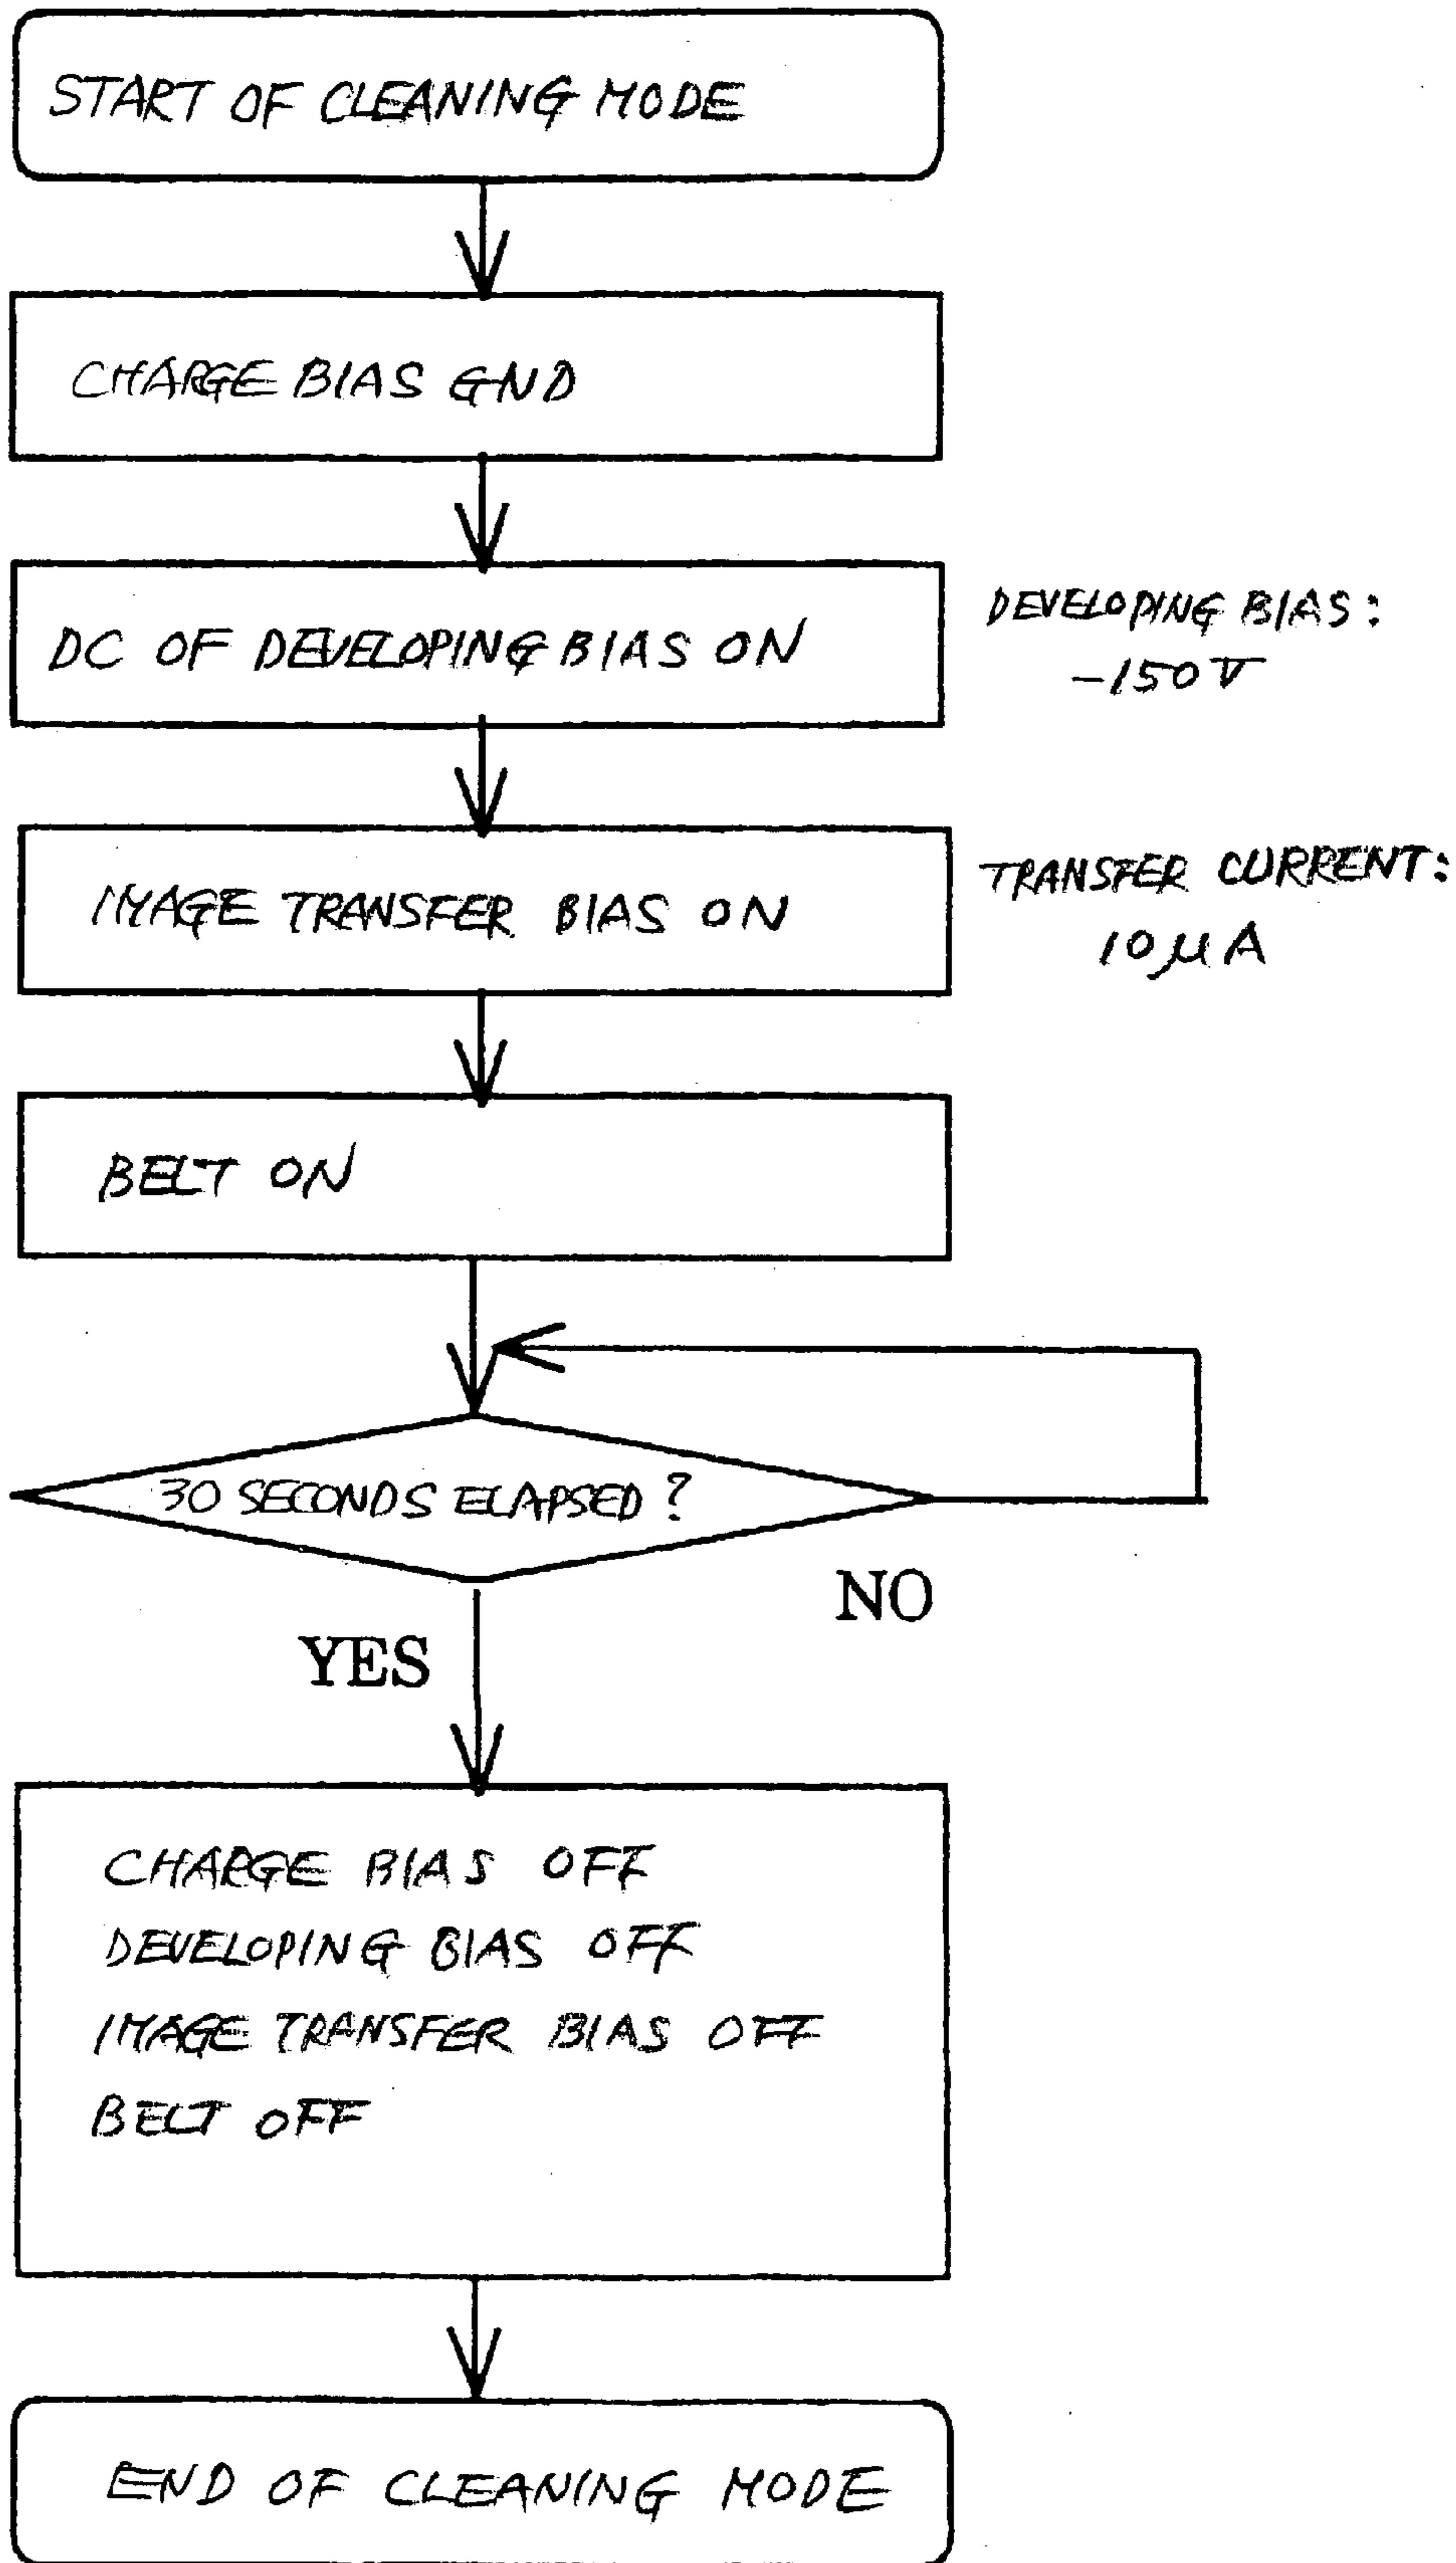 START OF CLEANING MODE
CHARGE BIAS GND
DC OF DEVELOPING BIAS ON
DEVELOPING BIAS:
-150V
IMAGE TRANSFER BIAS ON
TRANSFER CURRENT:
10μA
BELT ON
30 SECONDS ELAPSED?
NO
YES
CHARGE BIAS OFF
DEVELOPING BIAS OFF
IMAGE TRANSFER BIAS OFF
BELT OFF
END OF CLEANING MODE